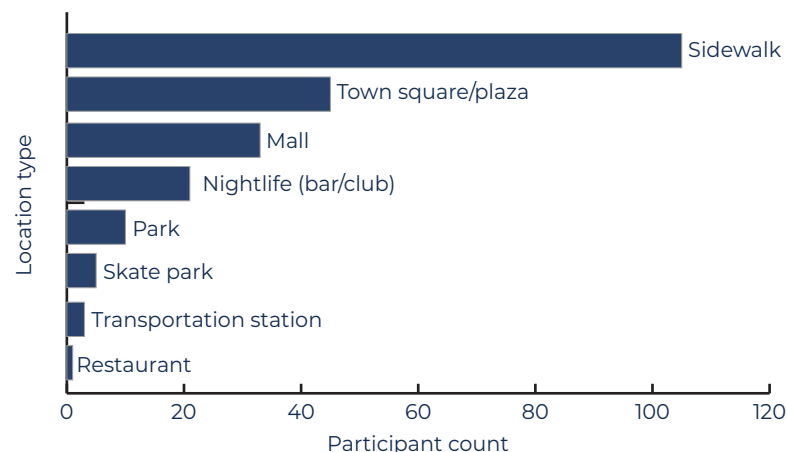 Sidewalk
Town square/plaza
Mall
Nightlife (bar/club)
Park
Skate park
Transportation station
Restaurant
Location type
0 20 40 60 80 100 120
Participant count